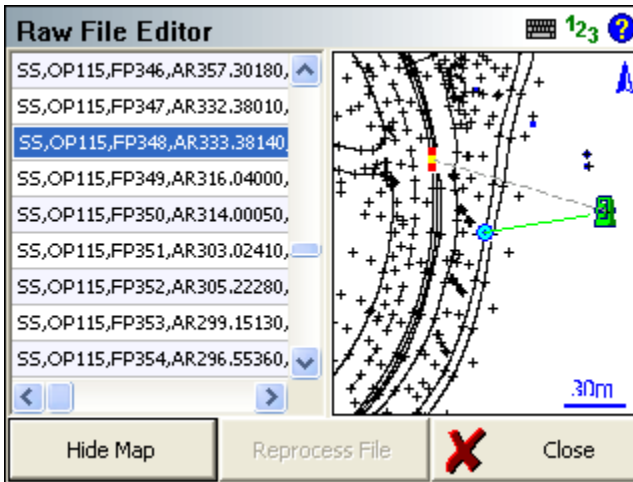 Raw File Editor
123
?
SS,OP115,FP346,AR357.30180,
SS,OP115,FP347,AR332.38010,
SS,OP115,FP348,AR333.38140,
SS,OP115,FP349,AR316.04000,
SS,OP115,FP350,AR314.00050,
SS,OP115,FP351,AR303.02410,
SS,OP115,FP352,AR305.22280,
SS,OP115,FP353,AR299.15130,
SS,OP115,FP354,AR296.55360,
30m
Hide Map
Reprocess File
Close